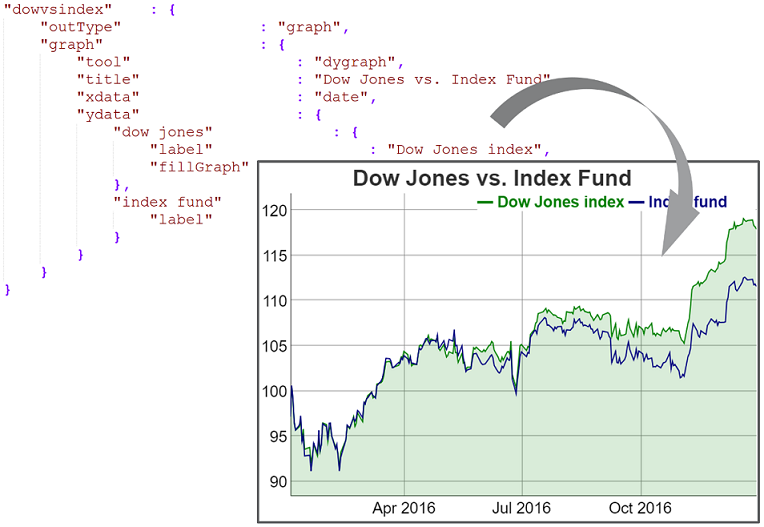 "dowvsindex" : {
"outType" : "graph",
"graph" : {
"tool" : "dygraph",
"title" : "Dow Jones vs. Index Fund"
"xdata" : "date",
"ydata" : {
"dow jones" : {
"label" : "Dow Jones index",
"fillGraph"
},
"index fund"
"label"
}
}
}
}
Dow Jones vs. Index Fund
Dow Jones index fund
120
115
110
105
100
95
90
Apr 2016 Jul 2016 Oct 2016